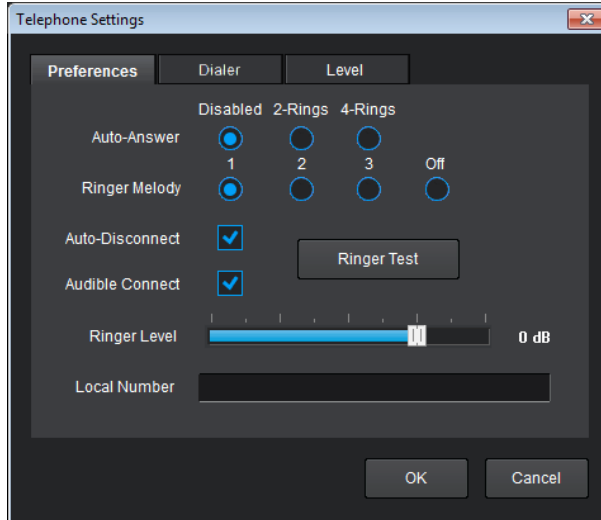 Telephone Settings
Preferences Dialer Level
Disabled 2-Rings 4-Rings
Auto-Answer
1 2 3 Off
Ringer Melody
Auto-Disconnect
Ringer Test
Audible Connect
Ringer Level 0 dB
Local Number
OK Cancel